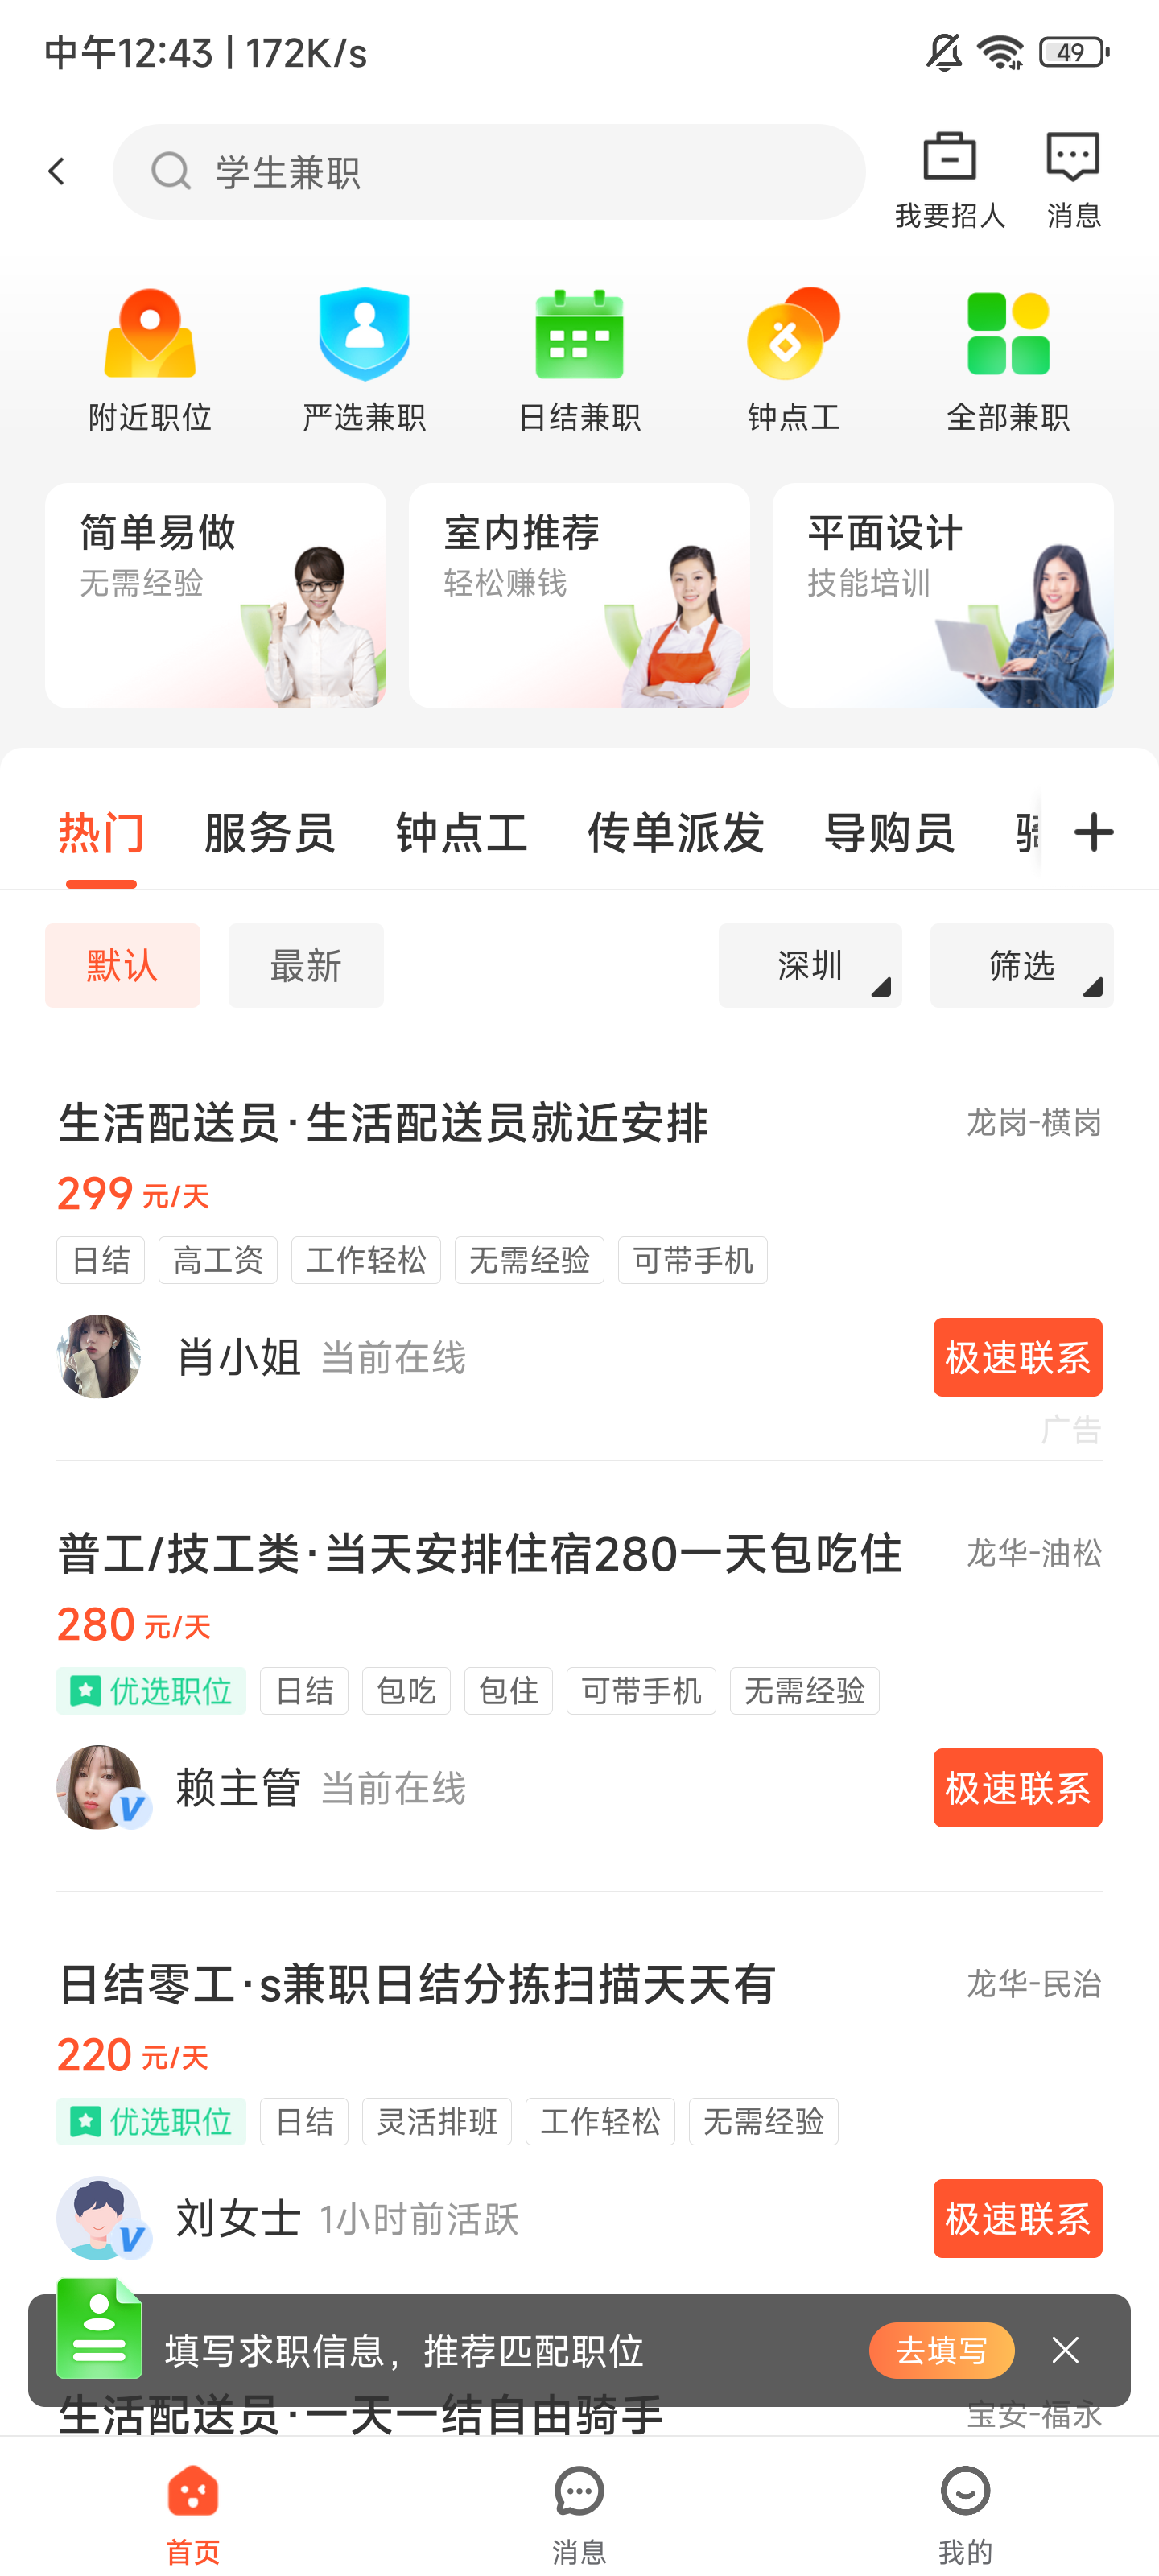 中午12:43 | 172K/s
49
学生兼职
我要招人
消息
附近职位
严选兼职
日结兼职
钟点工
全部兼职
简单易做
无需经验
室内推荐
轻松赚钱
平面设计
技能培训
热门 服务员 钟点工 传单派发 导购员
默认 最新 深圳 筛选
生活配送员·生活配送员就近安排 龙岗-横岗
299 元/天
日结 高工资 工作轻松 无需经验 可带手机
肖小姐 当前在线 极速联系
广告
普工/技工类·当天安排住宿280一天包吃住 龙华-油松
280 元/天
优选职位 日结 包吃 包住 可带手机 无需经验
赖主管 当前在线 极速联系
日结零工·s兼职日结分拣扫描天天有 龙华-民治
220 元/天
优选职位 日结 灵活排班 工作轻松 无需经验
刘女士 1小时前活跃 极速联系
填写求职信息，推荐匹配职位 去填写
生活配送员·一天一结自由骑手 宝安-福永
首页 消息 我的